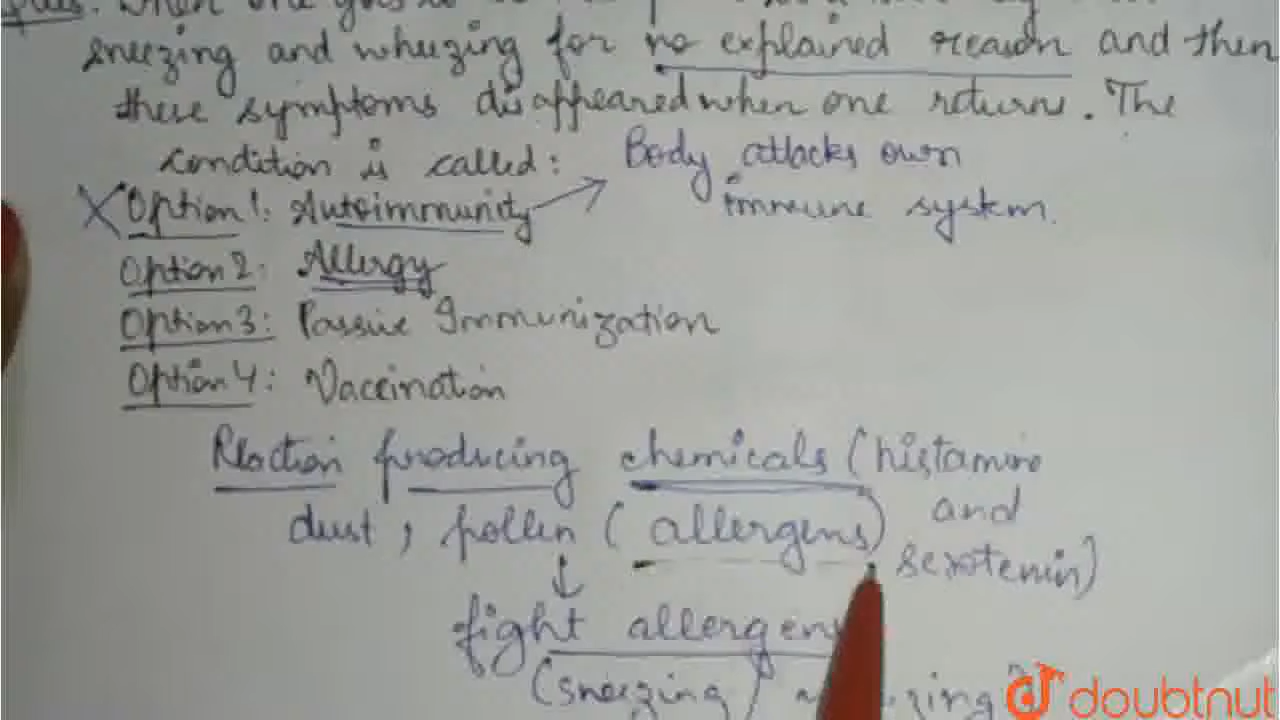 sneezing and wheezing for no explained reason and then
these symptoms disappeared when one return. The
condition is called:
Body attacks own
immune system.
Option 1: Autoimmunity
Option 2: Allergy
Option 3: Passive Immunization
Option 4: Vaccination
Reaction producing chemicals (histamine
and
serotenin)
dust, pollen (allergens)
fight allergens
(sneezing
doubtnut